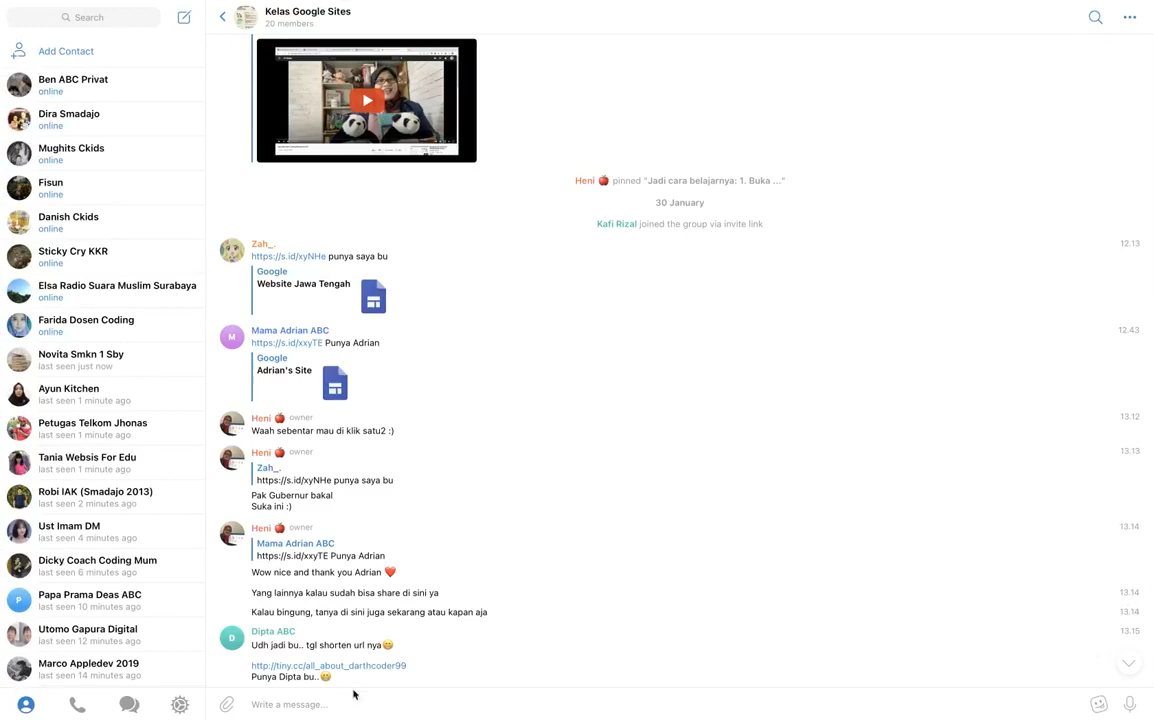 Search
Add Contact
Ben ABC Privat
online
Dira Smadajo
online
Mughits Ckids
online
Fisun
online
Danish Ckids
online
Sticky Cry KKR
online
Elsa Radio Suara Muslim Surabaya
online
Farida Dosen Coding
online
Novita Smkn 1 Sby
last seen just now
Ayun Kitchen
last seen 1 minute ago
Petugas Telkom Jhonas
last seen 1 minute ago
Tania Websis For Edu
last seen 1 minute ago
Robi IAK (Smadajo 2013)
last seen 2 minutes ago
Ust Imam DM
last seen 4 minutes ago
Dicky Coach Coding Mum
last seen 6 minutes ago
P
Papa Prama Deas ABC
last seen 10 minutes ago
Utomo Gapura Digital
last seen 12 minutes ago
Marco Appledev 2019
last seen 14 minutes ago
Kelas Google Sites
20 members
Heni 🍎 pinned "Jadi cara belajarnya: 1. Buka ..."
30 January
Kafi Rizal joined the group via invite link
Zah_. 12.13
https://s.id/xyNHe punya saya bu
Google
Website Jawa Tengah
M
Mama Adrian ABC 12.43
https://s.id/xxyTE Punya Adrian
Google
Adrian's Site
Heni 🍎 owner 13.12
Waah sebentar mau di klik satu2 :)
Heni 🍎 owner 13.13
Zah_.
https://s.id/xyNHe punya saya bu
Pak Gubernur bakal
Suka ini :)
Heni 🍎 owner 13.14
Mama Adrian ABC
https://s.id/xxyTE Punya Adrian
Wow nice and thank you Adrian ❤️
Yang lainnya kalau sudah bisa share di sini ya 13.14
Kalau bingung, tanya di sini juga sekarang atau kapan aja 13.14
D
Dipta ABC 13.15
Udh jadi bu.. tgl shorten url nya😁
http://tiny.cc/all_about_darthcoder99
Punya Dipta bu..😁
Write a message...